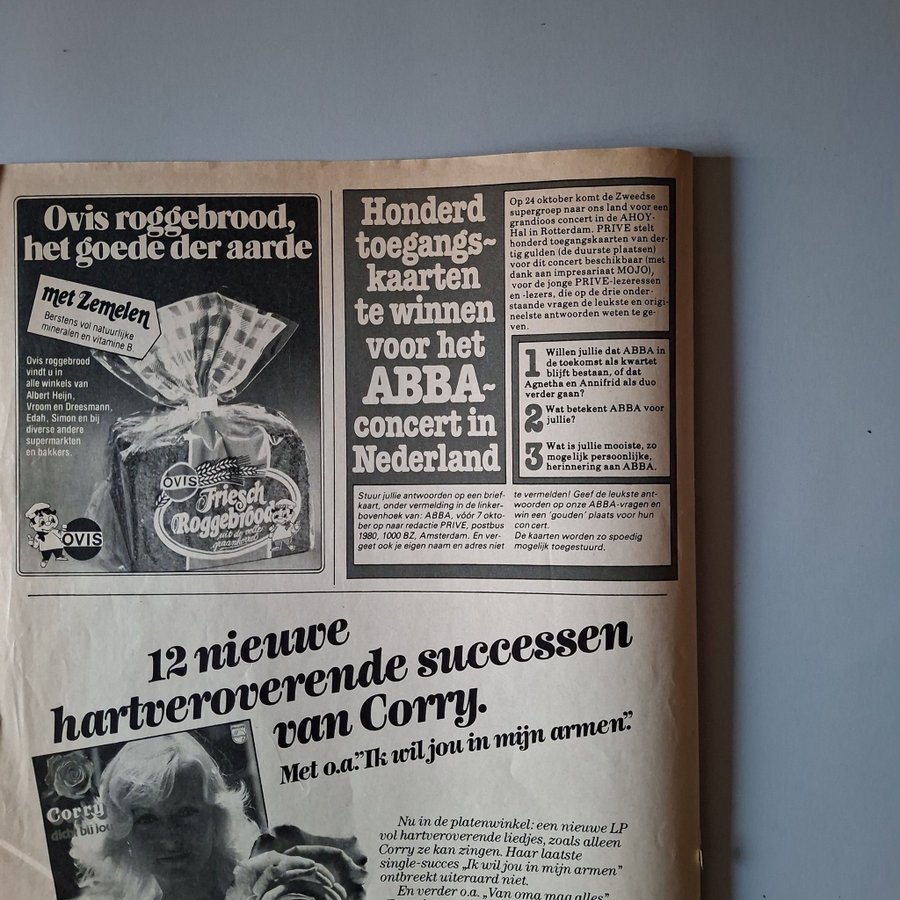 Ovis roggebrood,
het goede der aarde
met Zemelen
Berstens vol natuurlijke
mineralen en vitamine B
Ovis roggebrood
vindt u in
alle winkels van
Albert Heijn,
Vroom en Dreesmann,
Edah, Simon en bij
diverse andere
supermarkten
en bakkers.
OVIS
Friesch
Roggebrood
OVIS
Honderd
toegangs-
kaarten
te winnen
voor het
ABBA-
concert in
Nederland
Op 24 oktober komt de Zweedse
supergroep naar ons land voor een
grandioos concert in de AHOY-
Hal in Rotterdam. PRIVE stelt
honderd toegangskaarten van der-
tig gulden (de duurste plaatsen)
voor dit concert beschikbaar (met
dank aan impresariaat MOJO),
voor de jonge PRIVE-lezeressen
en -lezers, die op de drie onder-
staande vragen de leukste en origi-
neelste antwoorden weten te ge-
ven.
1 Willen jullie dat ABBA in
de toekomst als kwartet
blijft bestaan, of dat
Agnetha en Annifrid als duo
verder gaan?
2 Wat betekent ABBA voor
jullie?
3 Wat is jullie mooiste, zo
mogelijk persoonlijke,
herinnering aan ABBA.
Stuur jullie antwoorden op een brief-
kaart, onder vermelding in de linker-
bovenhoek van: ABBA, vóór 7 okto-
ber op naar redactie PRIVE, postbus
1980, 1000 BZ, Amsterdam. En ver-
geet ook je eigen naam en adres niet
te vermelden! Geef de leukste ant-
woorden op onze ABBA-vragen en
win een 'gouden' plaats voor hun
concert.
De kaarten worden zo spoedig
mogelijk toegestuurd.
12 nieuwe
hartveroverende successen
van Corry.
Met o.a."Ik wil jou in mijn armen".
Corry
dicht bij jou
Nu in de platenwinkel: een nieuwe LP
vol hartveroverende liedjes, zoals alleen
Corry ze kan zingen. Haar laatste
single-succes „Ik wil jou in mijn armen"
ontbreekt uiteraard niet.
En verder o.a. „Van oma mag alles"